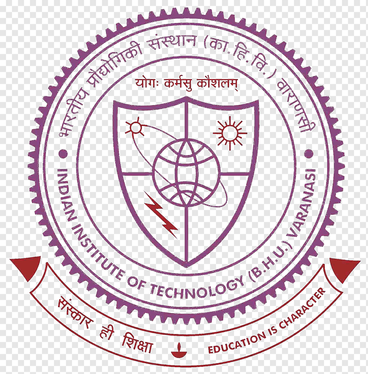 भारतीय प्रौद्योगिकी संस्थान (का.हि.वि.) वाराणसी
योगः कर्मसु कौशलम्
INDIAN INSTITUTE OF TECHNOLOGY (B.H.U.) VARANASI
संस्कार ही शिक्षा
EDUCATION IS CHARACTER